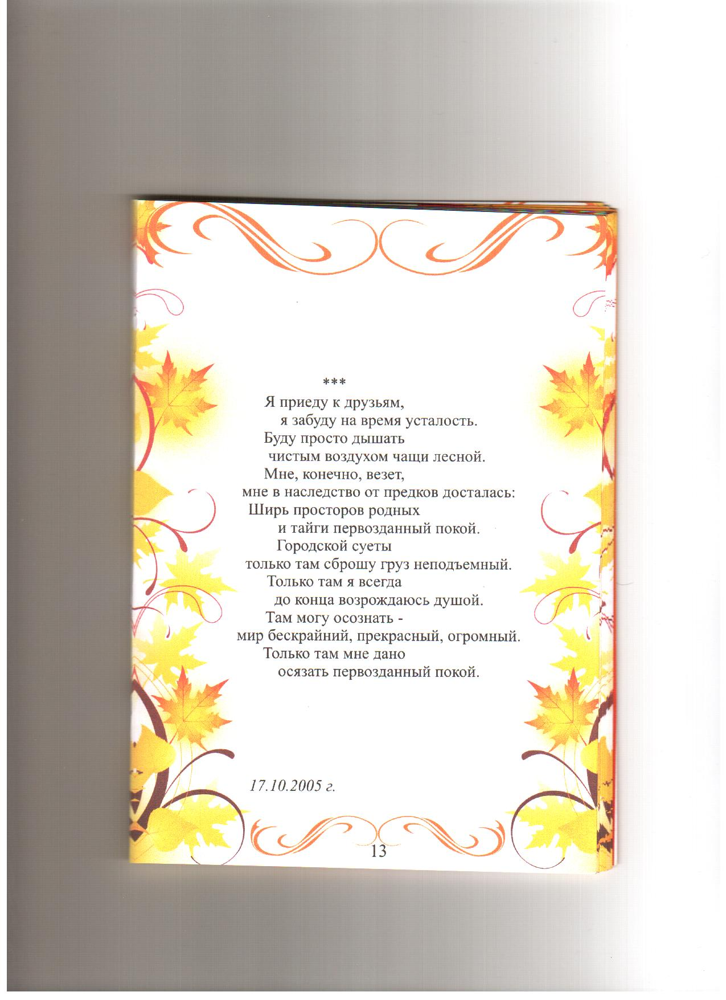 ***
Я приеду к друзьям,
я забуду на время усталость.
Буду просто дышать
чистым воздухом чащи лесной.
Мне, конечно, везет,
мне в наследство от предков досталась:
Ширь просторов родных
и тайги первозданный покой.
Городской суеты
только там сброшу груз неподъемный.
Только там я всегда
до конца возрождаюсь душой.
Там могу осознать -
мир бескрайний, прекрасный, огромный.
Только там мне дано
осязать первозданный покой.
17.10.2005 г.
13